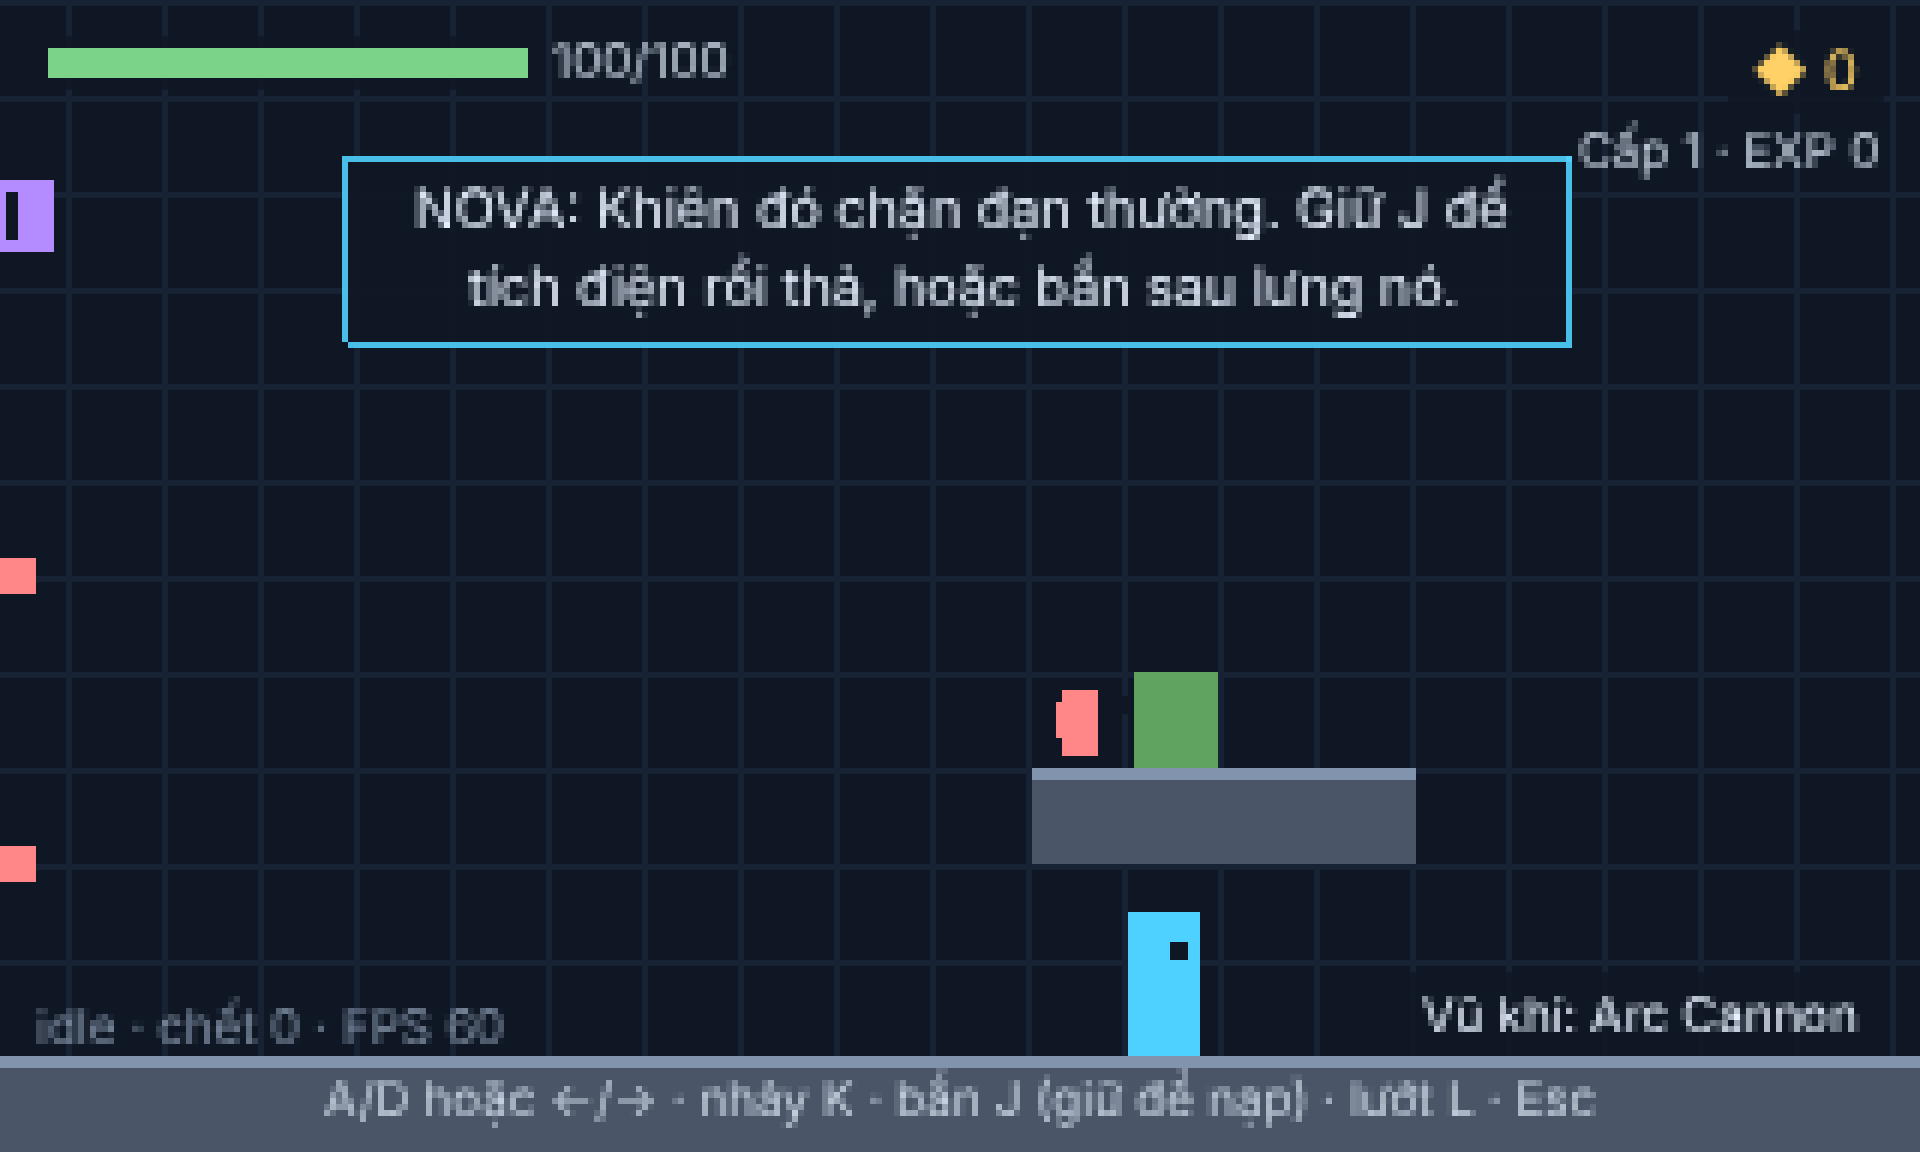 100/100
0
Cấp 1 · EXP 0
NOVA: Khiên đỏ chặn đạn thường. Giữ J để
tích điện rồi thả, hoặc bắn sau lưng nó.
idle · chết 0 · FPS 60
Vũ khí: Arc Cannon
A/D hoặc ←/→ · nhảy K · bắn J (giữ để nạp) · lướt L · Esc